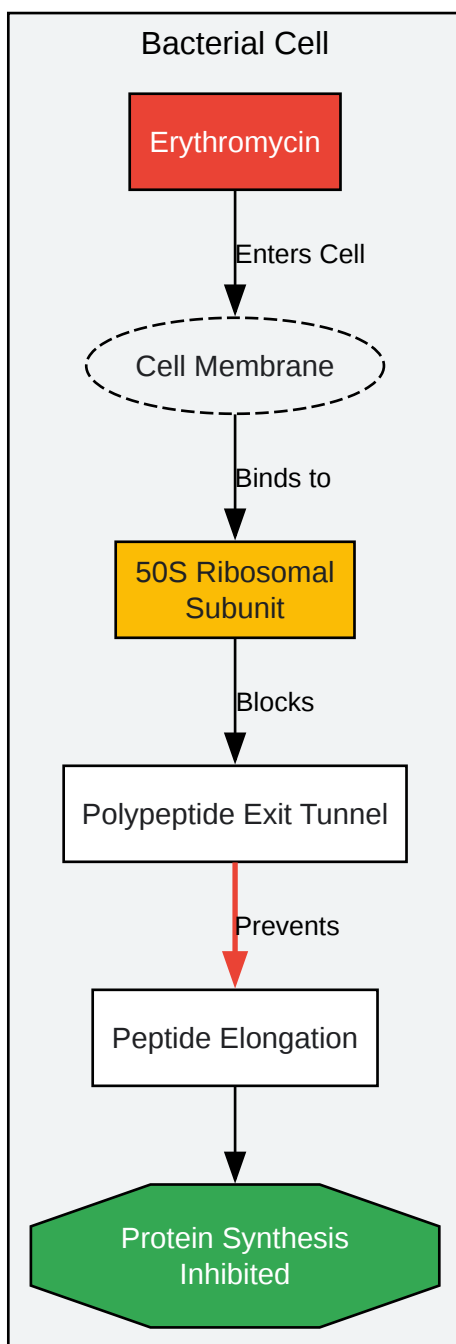 Bacterial Cell
Erythromycin
Enters Cell
Cell Membrane
Binds to
50S Ribosomal
Subunit
Blocks
Polypeptide Exit Tunnel
Prevents
Peptide Elongation
Protein Synthesis
Inhibited